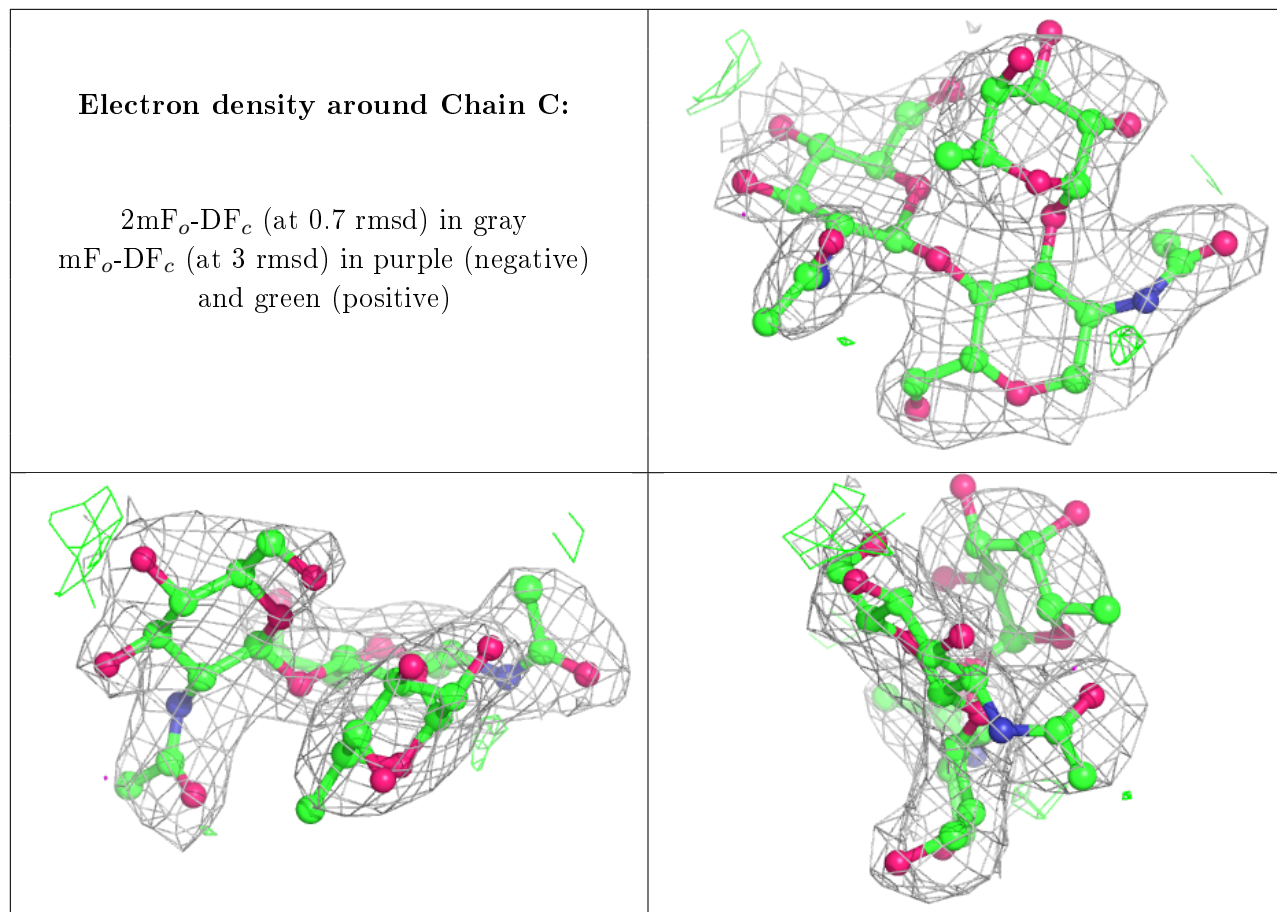 Electron density around Chain C:
2mFo-DFc (at 0.7 rmsd) in gray
mFo-DFc (at 3 rmsd) in purple (negative)
and green (positive)